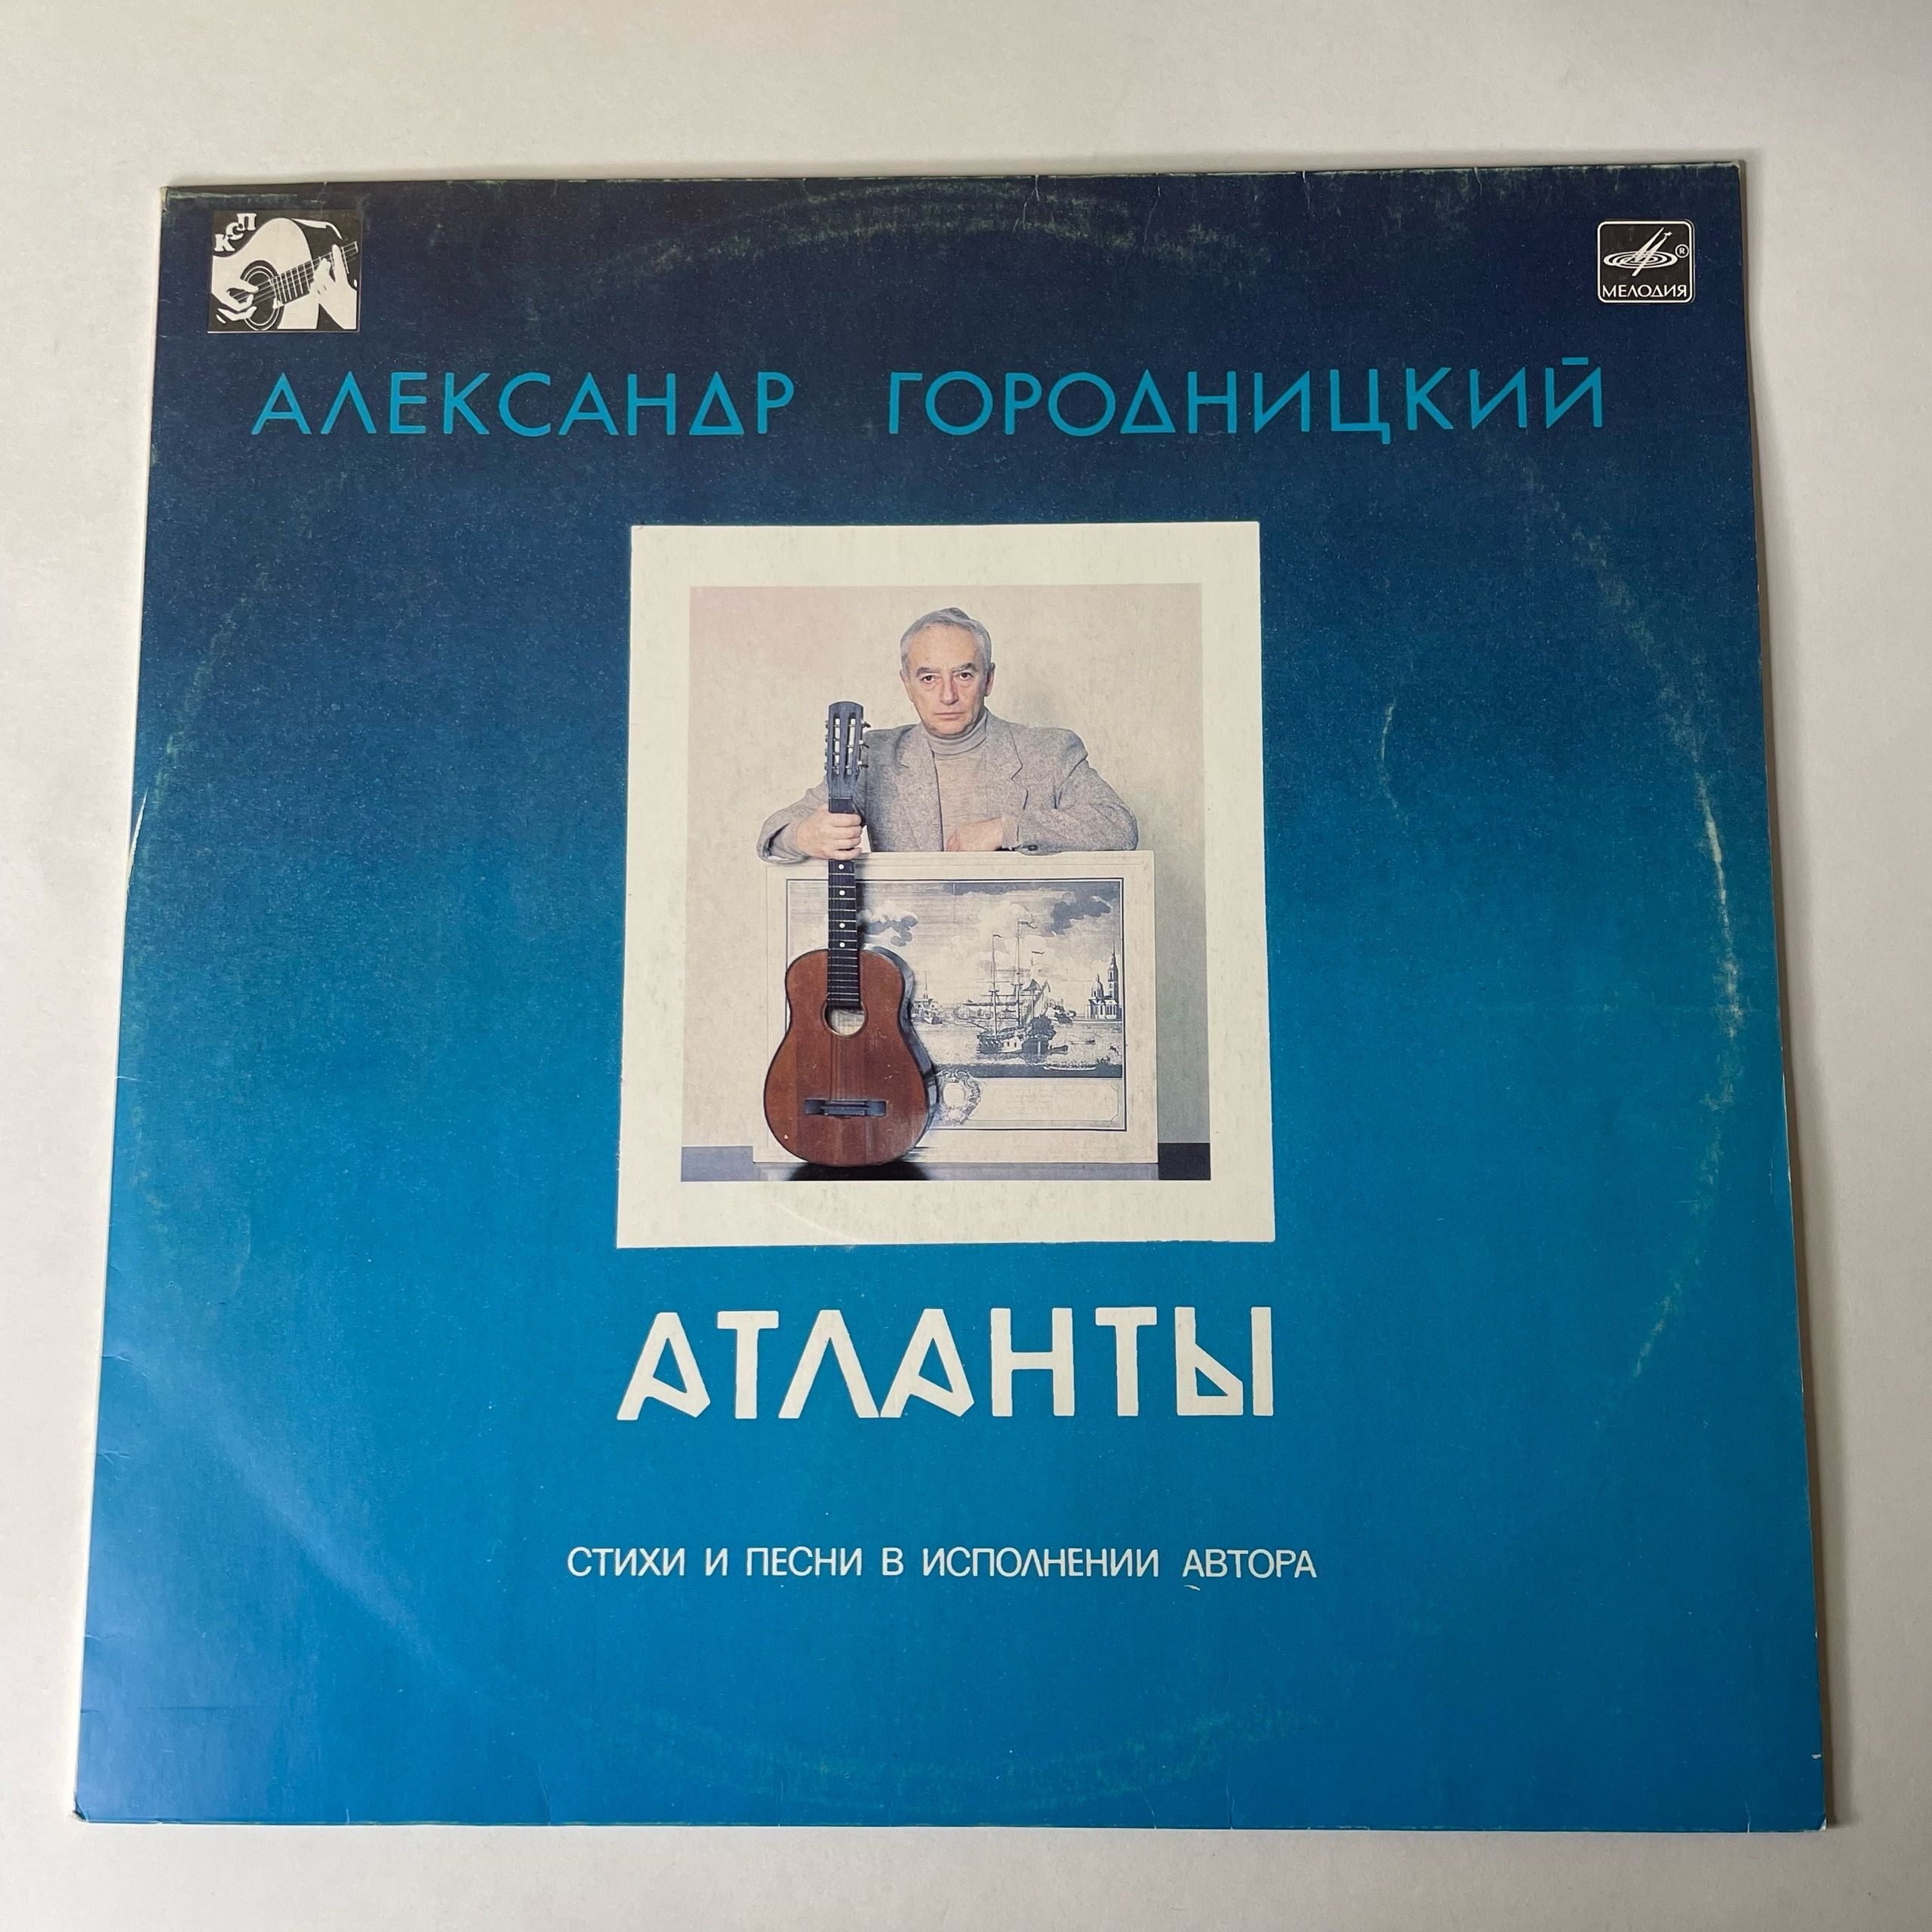 КСП
®
МЕЛОДИЯ
АЛЕКСАНДР ГОРОДНИЦКИЙ
АТЛАНТЫ
СТИХИ И ПЕСНИ В ИСПОЛНЕНИИ АВТОРА